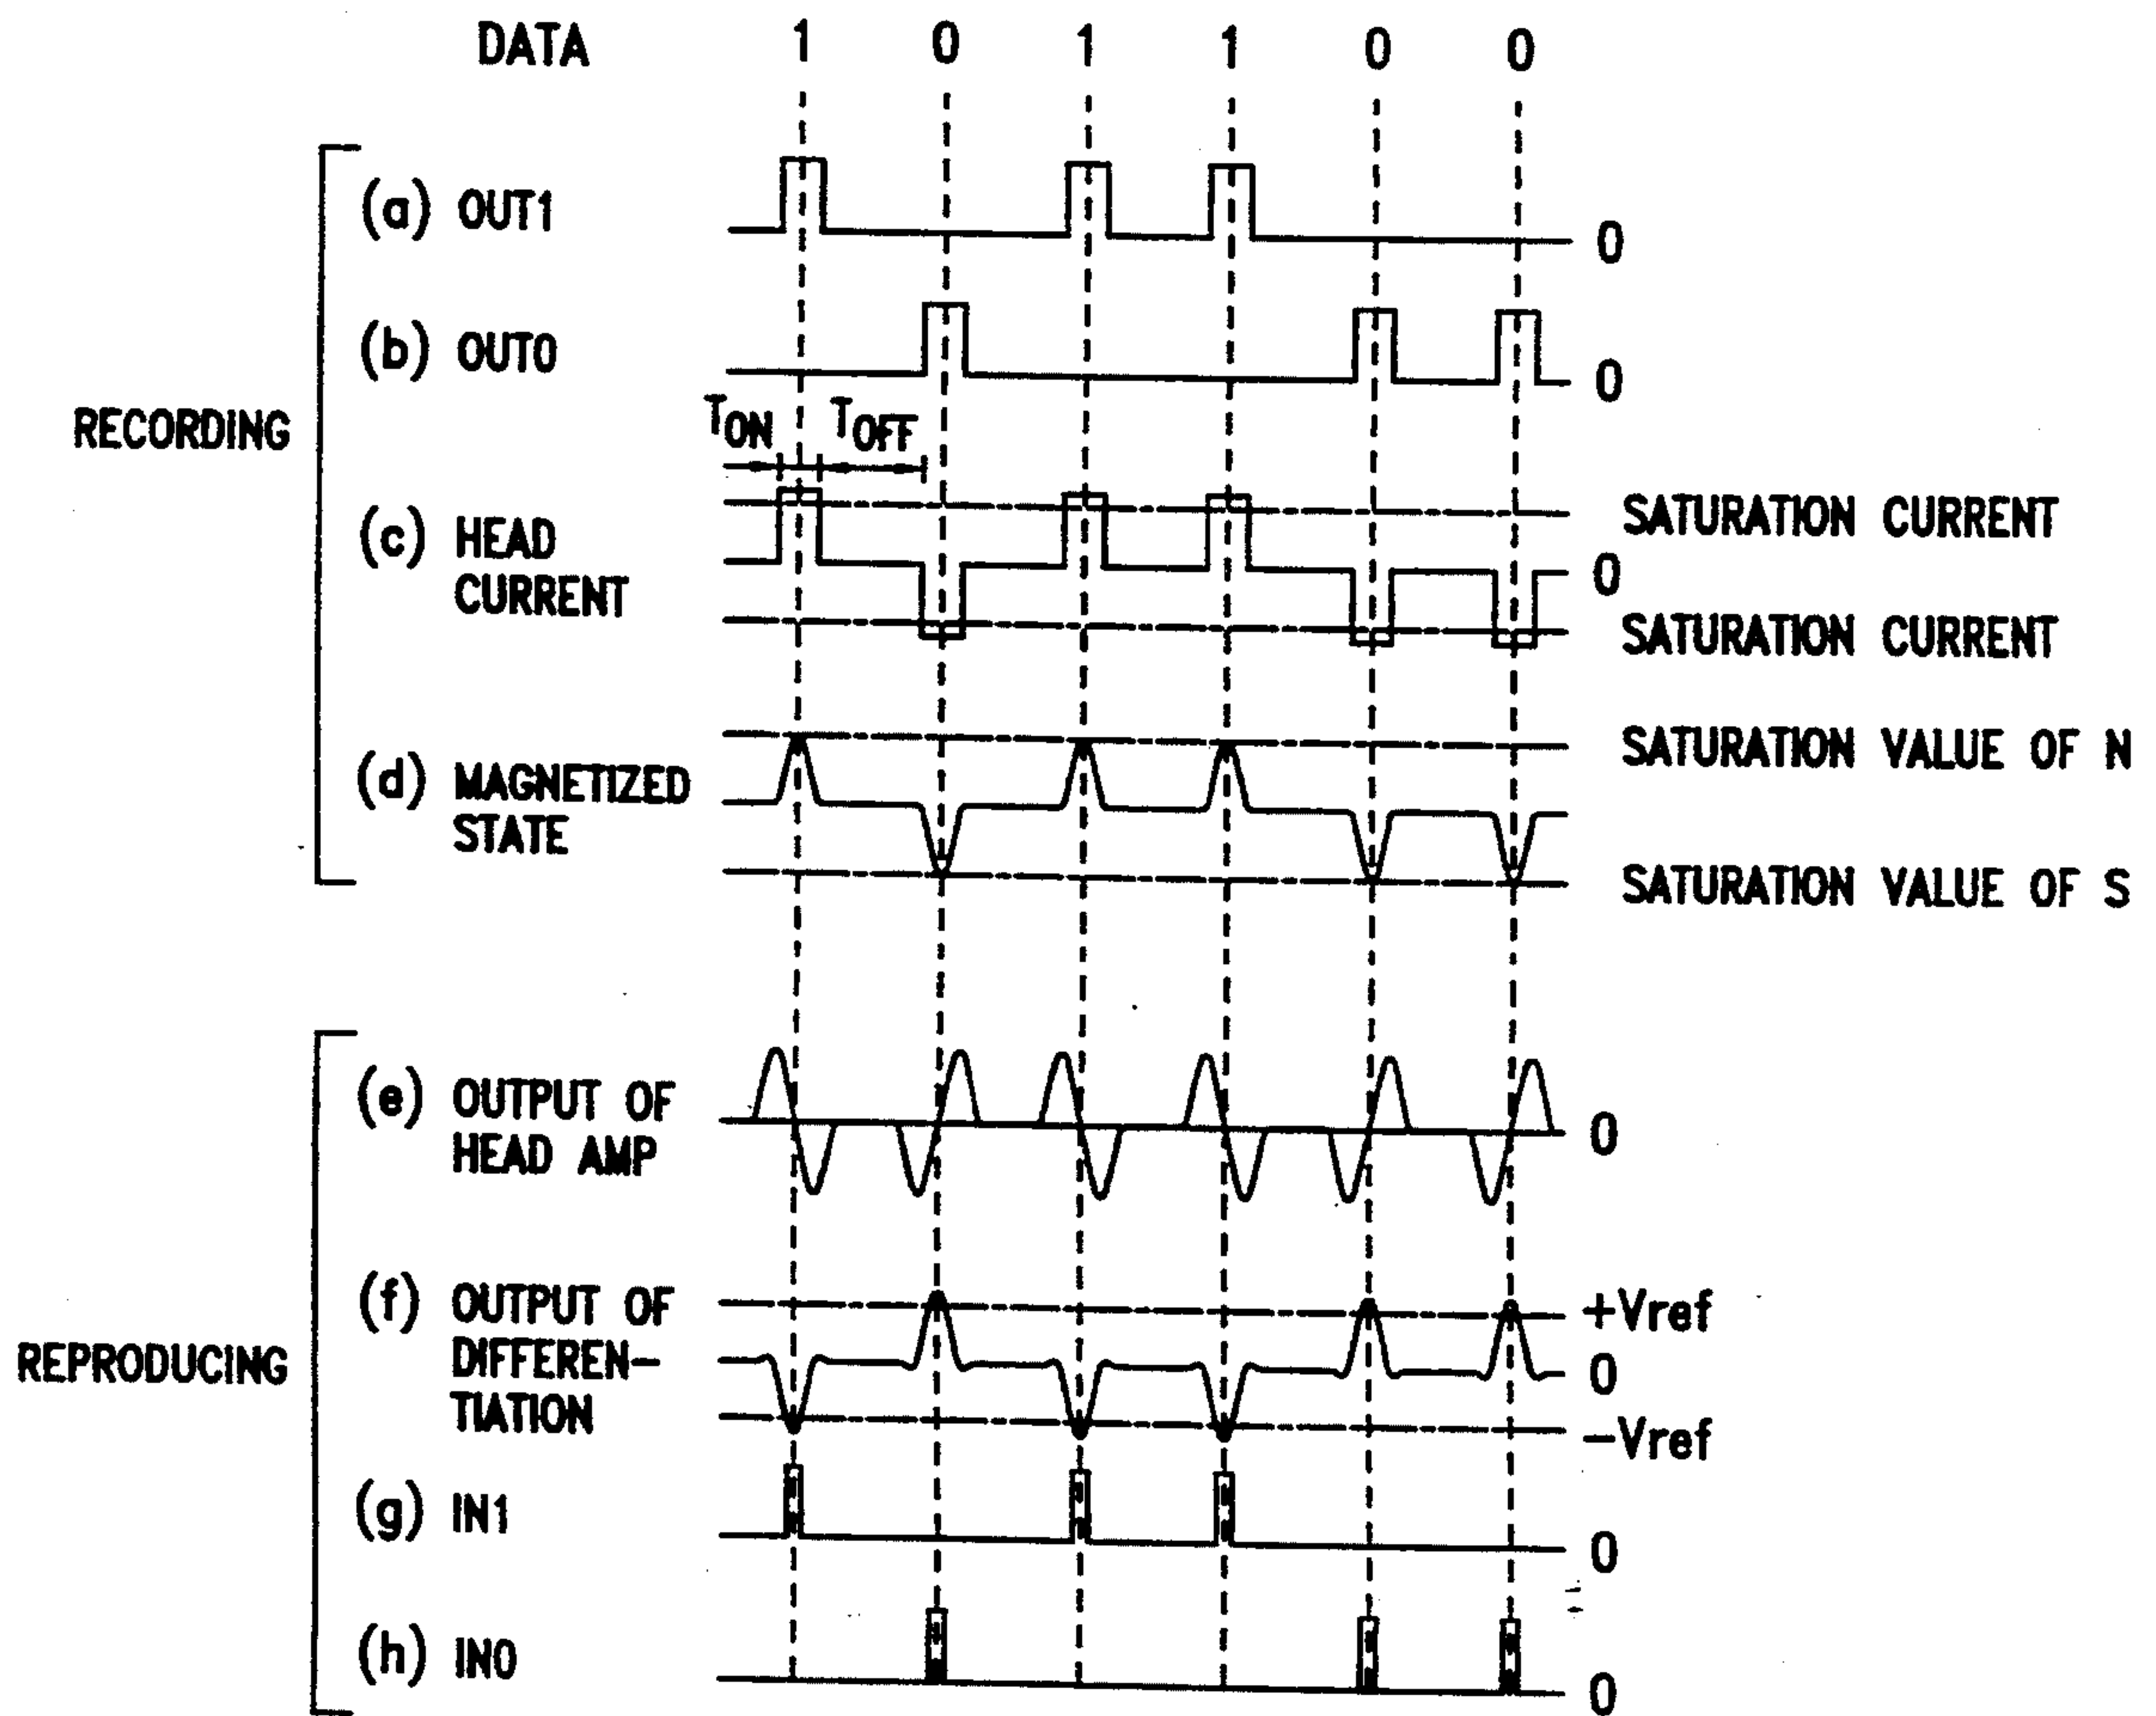 DATA 1 0 1 1 0 0
RECORDING
(a) OUT1 0
(b) OUT0 0
TON TOFF
(c) HEAD CURRENT
SATURATION CURRENT
0
SATURATION CURRENT
(d) MAGNETIZED STATE
SATURATION VALUE OF N
SATURATION VALUE OF S
REPRODUCING
(e) OUTPUT OF HEAD AMP 0
(f) OUTPUT OF DIFFEREN-
TIATION
+Vref
0
-Vref
(g) IN1 0
(h) IN0 0